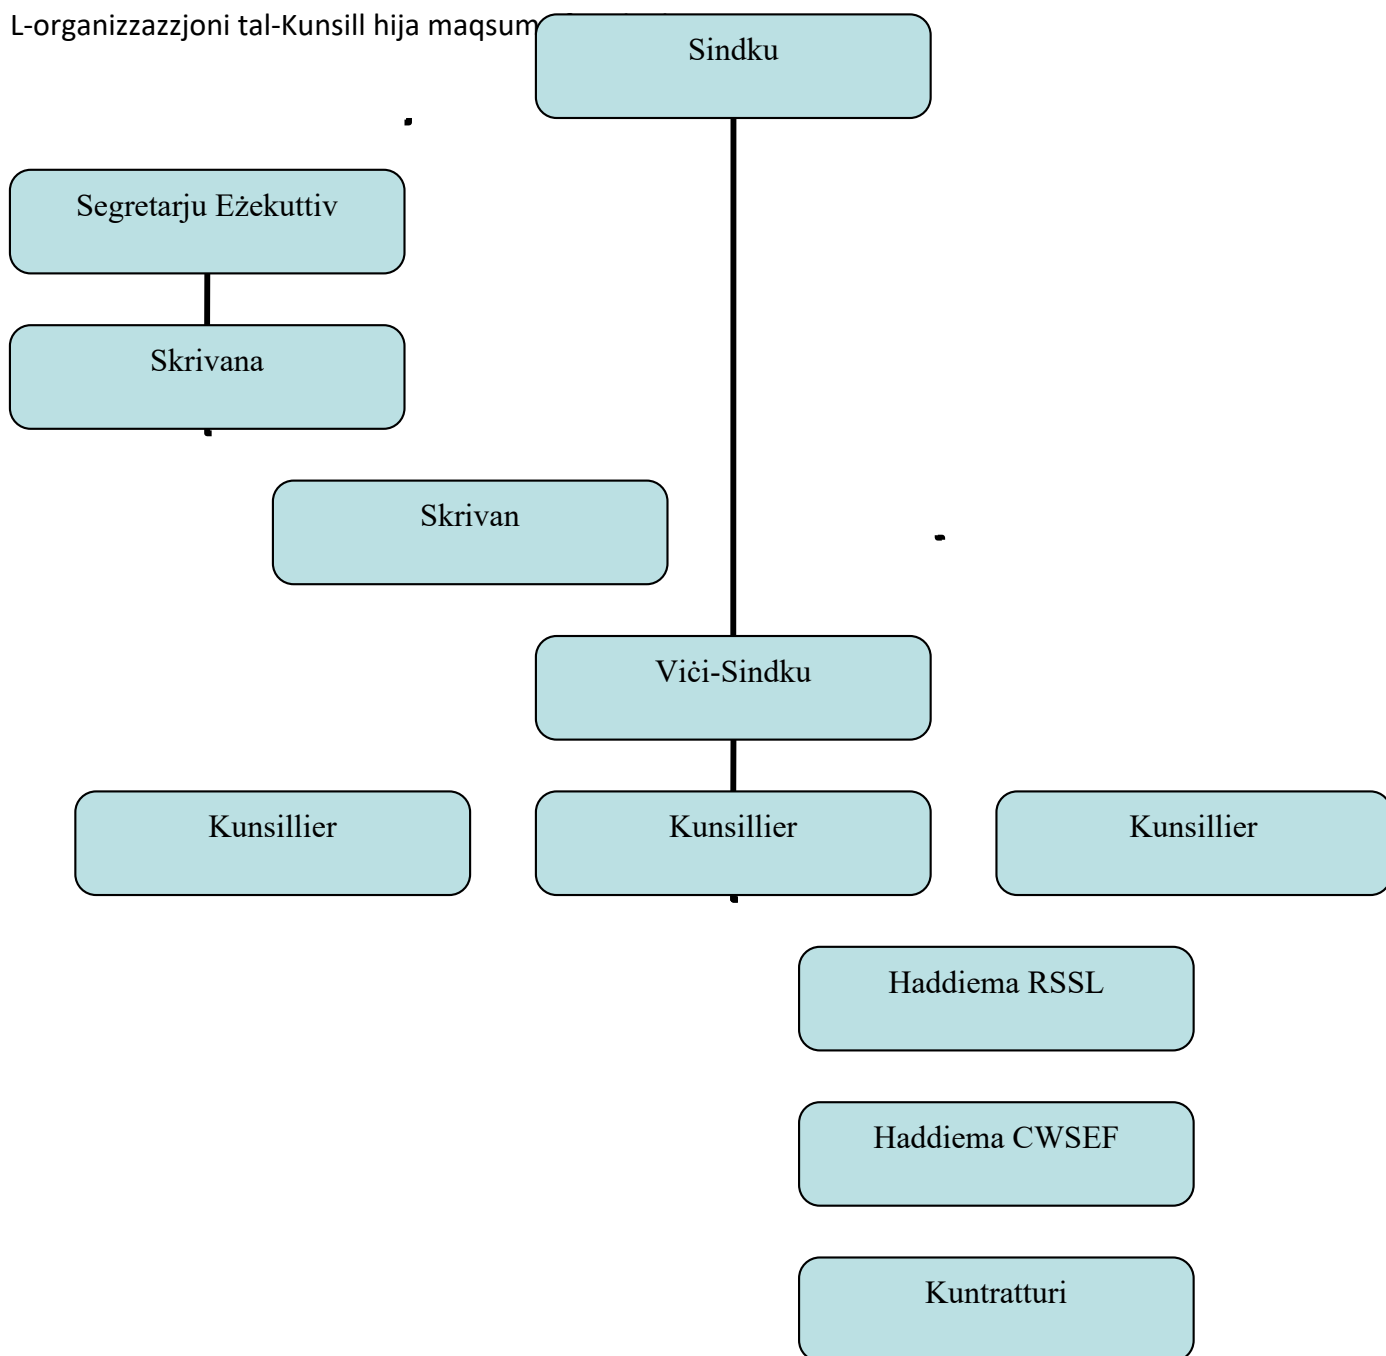 L-organizzazzjoni tal-Kunsill hija
Sindku
Segretarju Eżekuttiv
Skrivana
Skrivan
Viċi-Sindku
Kunsillier
Kunsillier
Kunsillier
Haddiema RSSL
Haddiema CWSEF
Kuntratturi